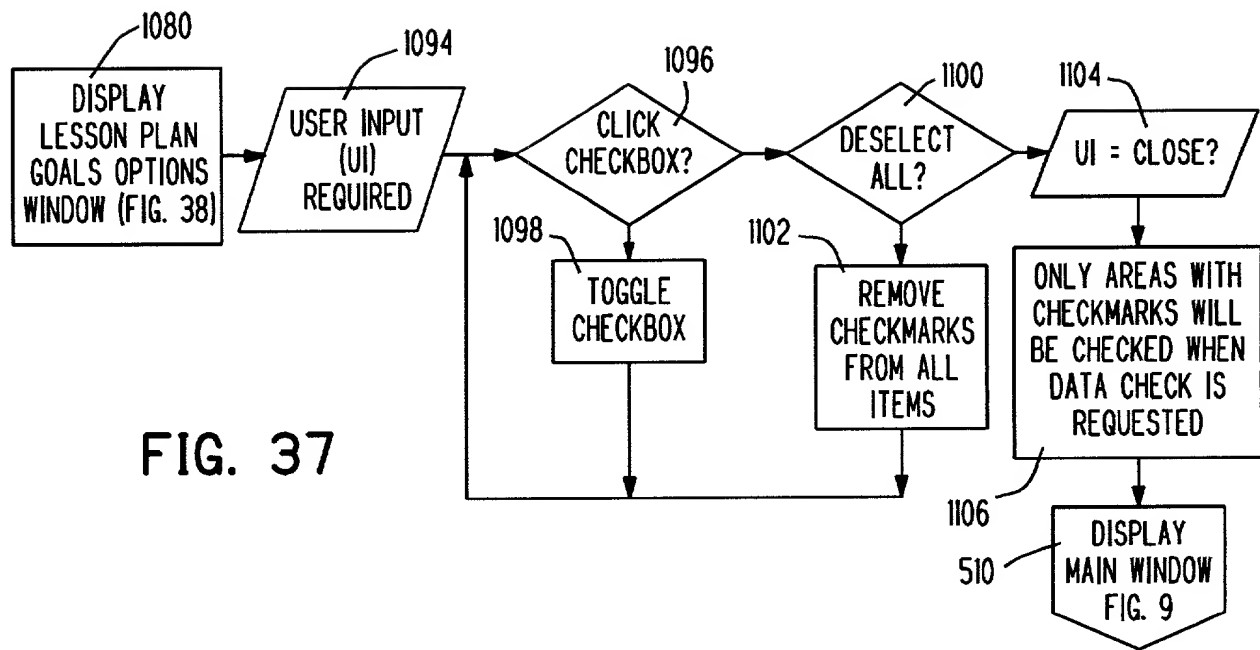 1080
DISPLAY
LESSON PLAN
GOALS OPTIONS
WINDOW (FIG. 38)
1094
USER INPUT
(UI)
REQUIRED
1096
CLICK
CHECKBOX?
1098
TOGGLE
CHECKBOX
1100
DESELECT
ALL?
1102
REMOVE
CHECKMARKS
FROM ALL
ITEMS
1104
UI = CLOSE?
ONLY AREAS WITH
CHECKMARKS WILL
BE CHECKED WHEN
DATA CHECK IS
REQUESTED
1106
510
DISPLAY
MAIN WINDOW
FIG. 9
FIG. 37